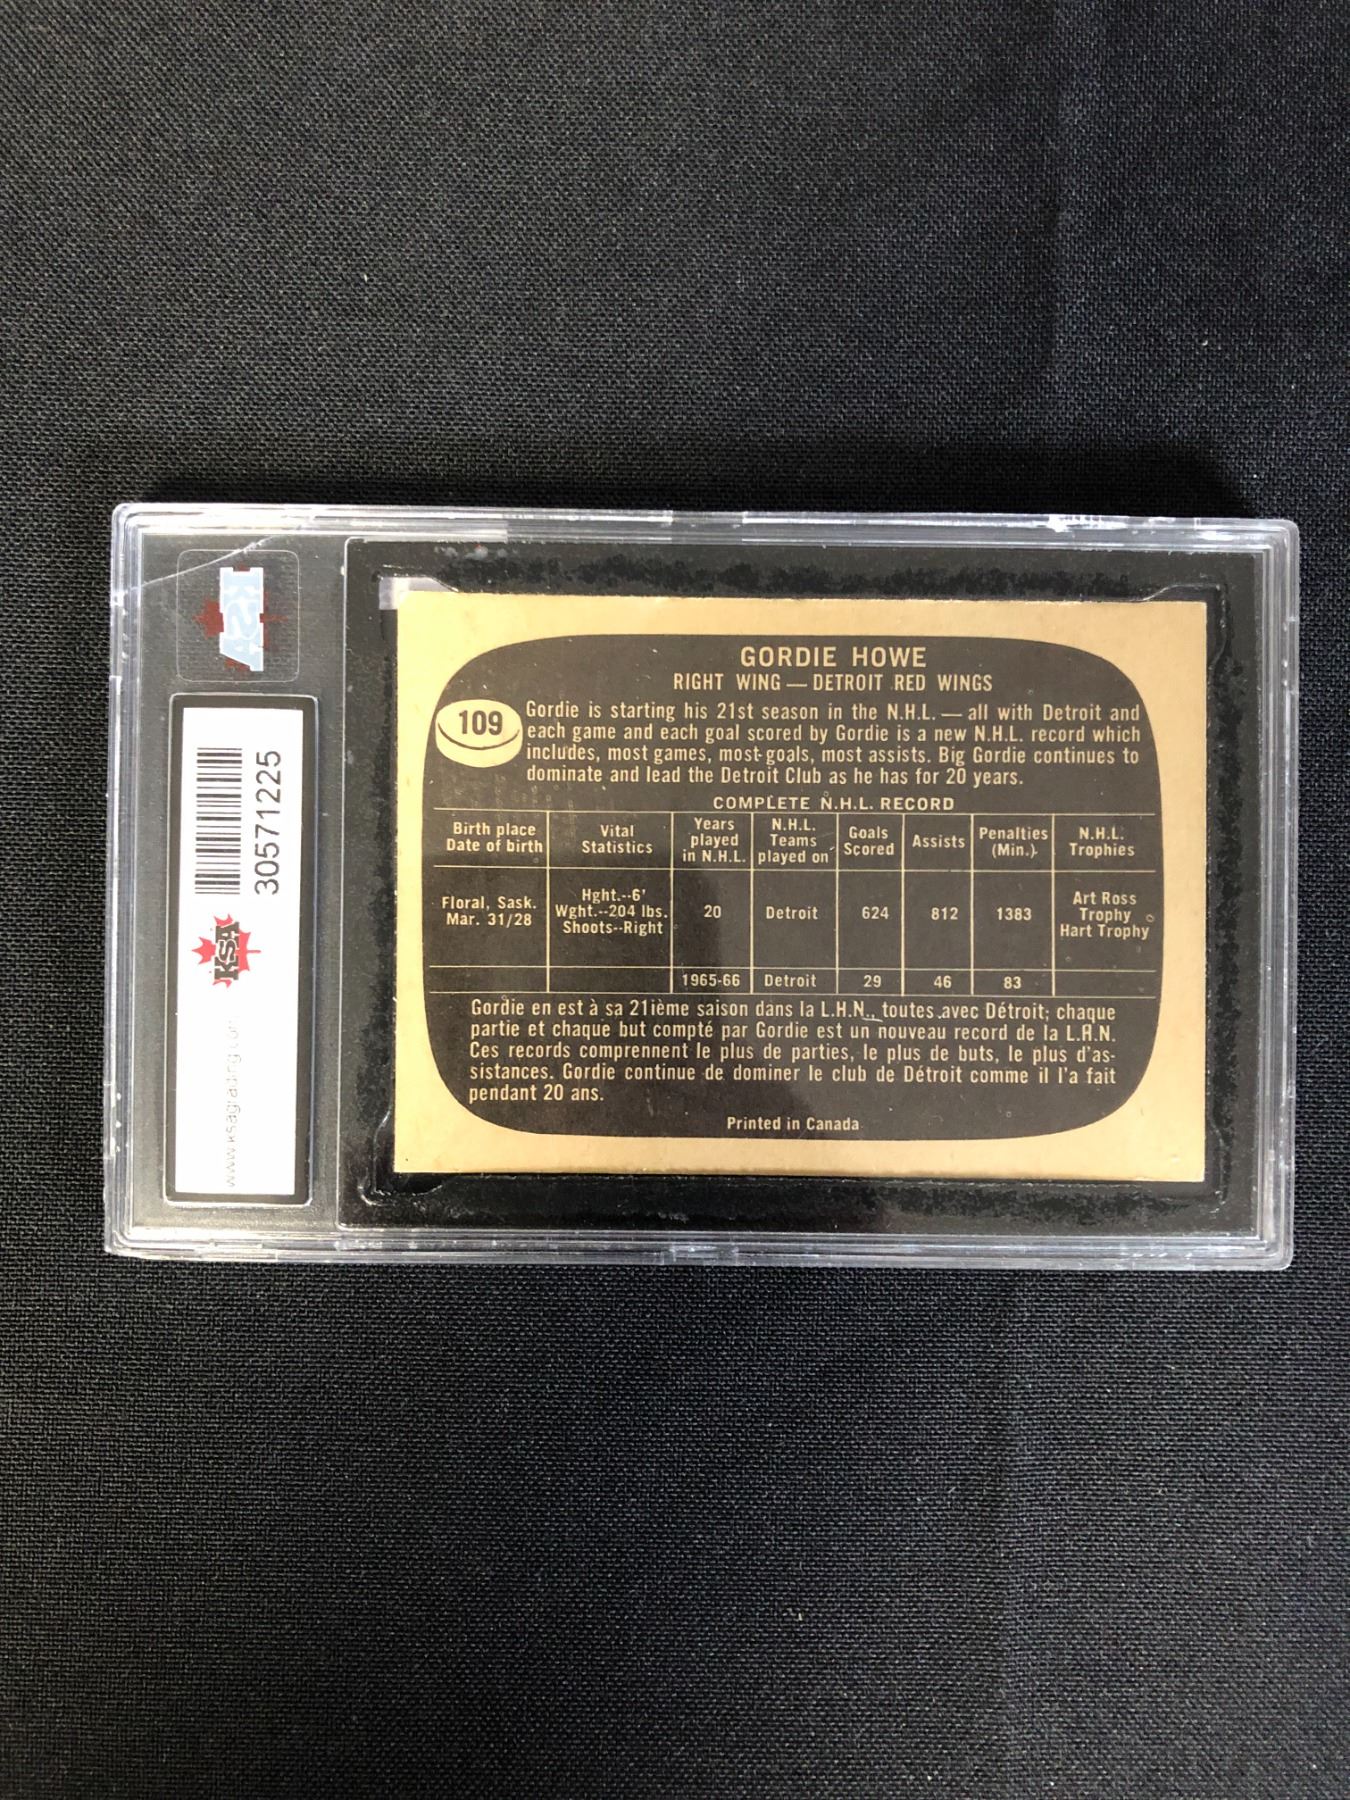 KSA
30571225
KSA
www.ksagrading.com
GORDIE HOWE
RIGHT WING — DETROIT RED WINGS
109
Gordie is starting his 21st season in the N.H.L. — all with Detroit and
each game and each goal scored by Gordie is a new N.H.L. record which
includes, most games, most goals, most assists. Big Gordie continues to
dominate and lead the Detroit Club as he has for 20 years.
COMPLETE N.H.L. RECORD
Birth place
Date of birth
Vital
Statistics
Years
played
in N.H.L.
N.H.L.
Teams
played on
Goals
Scored
Assists
Penalties
(Min.)
N.H.L.
Trophies
Floral, Sask.
Mar. 31/28
Hght.--6'
Wght.--204 lbs.
Shoots--Right
20
Detroit
624
812
1383
Art Ross
Trophy
Hart Trophy
1965-66
Detroit
29
46
83
Gordie en est à sa 21ième saison dans la L.H.N., toutes avec Détroit; chaque
partie et chaque but compté par Gordie est un nouveau record de la L.H.N.
Ces records comprennent le plus de parties, le plus de buts, le plus d'as-
sistances. Gordie continue de dominer le club de Détroit comme il l'a fait
pendant 20 ans.
Printed in Canada